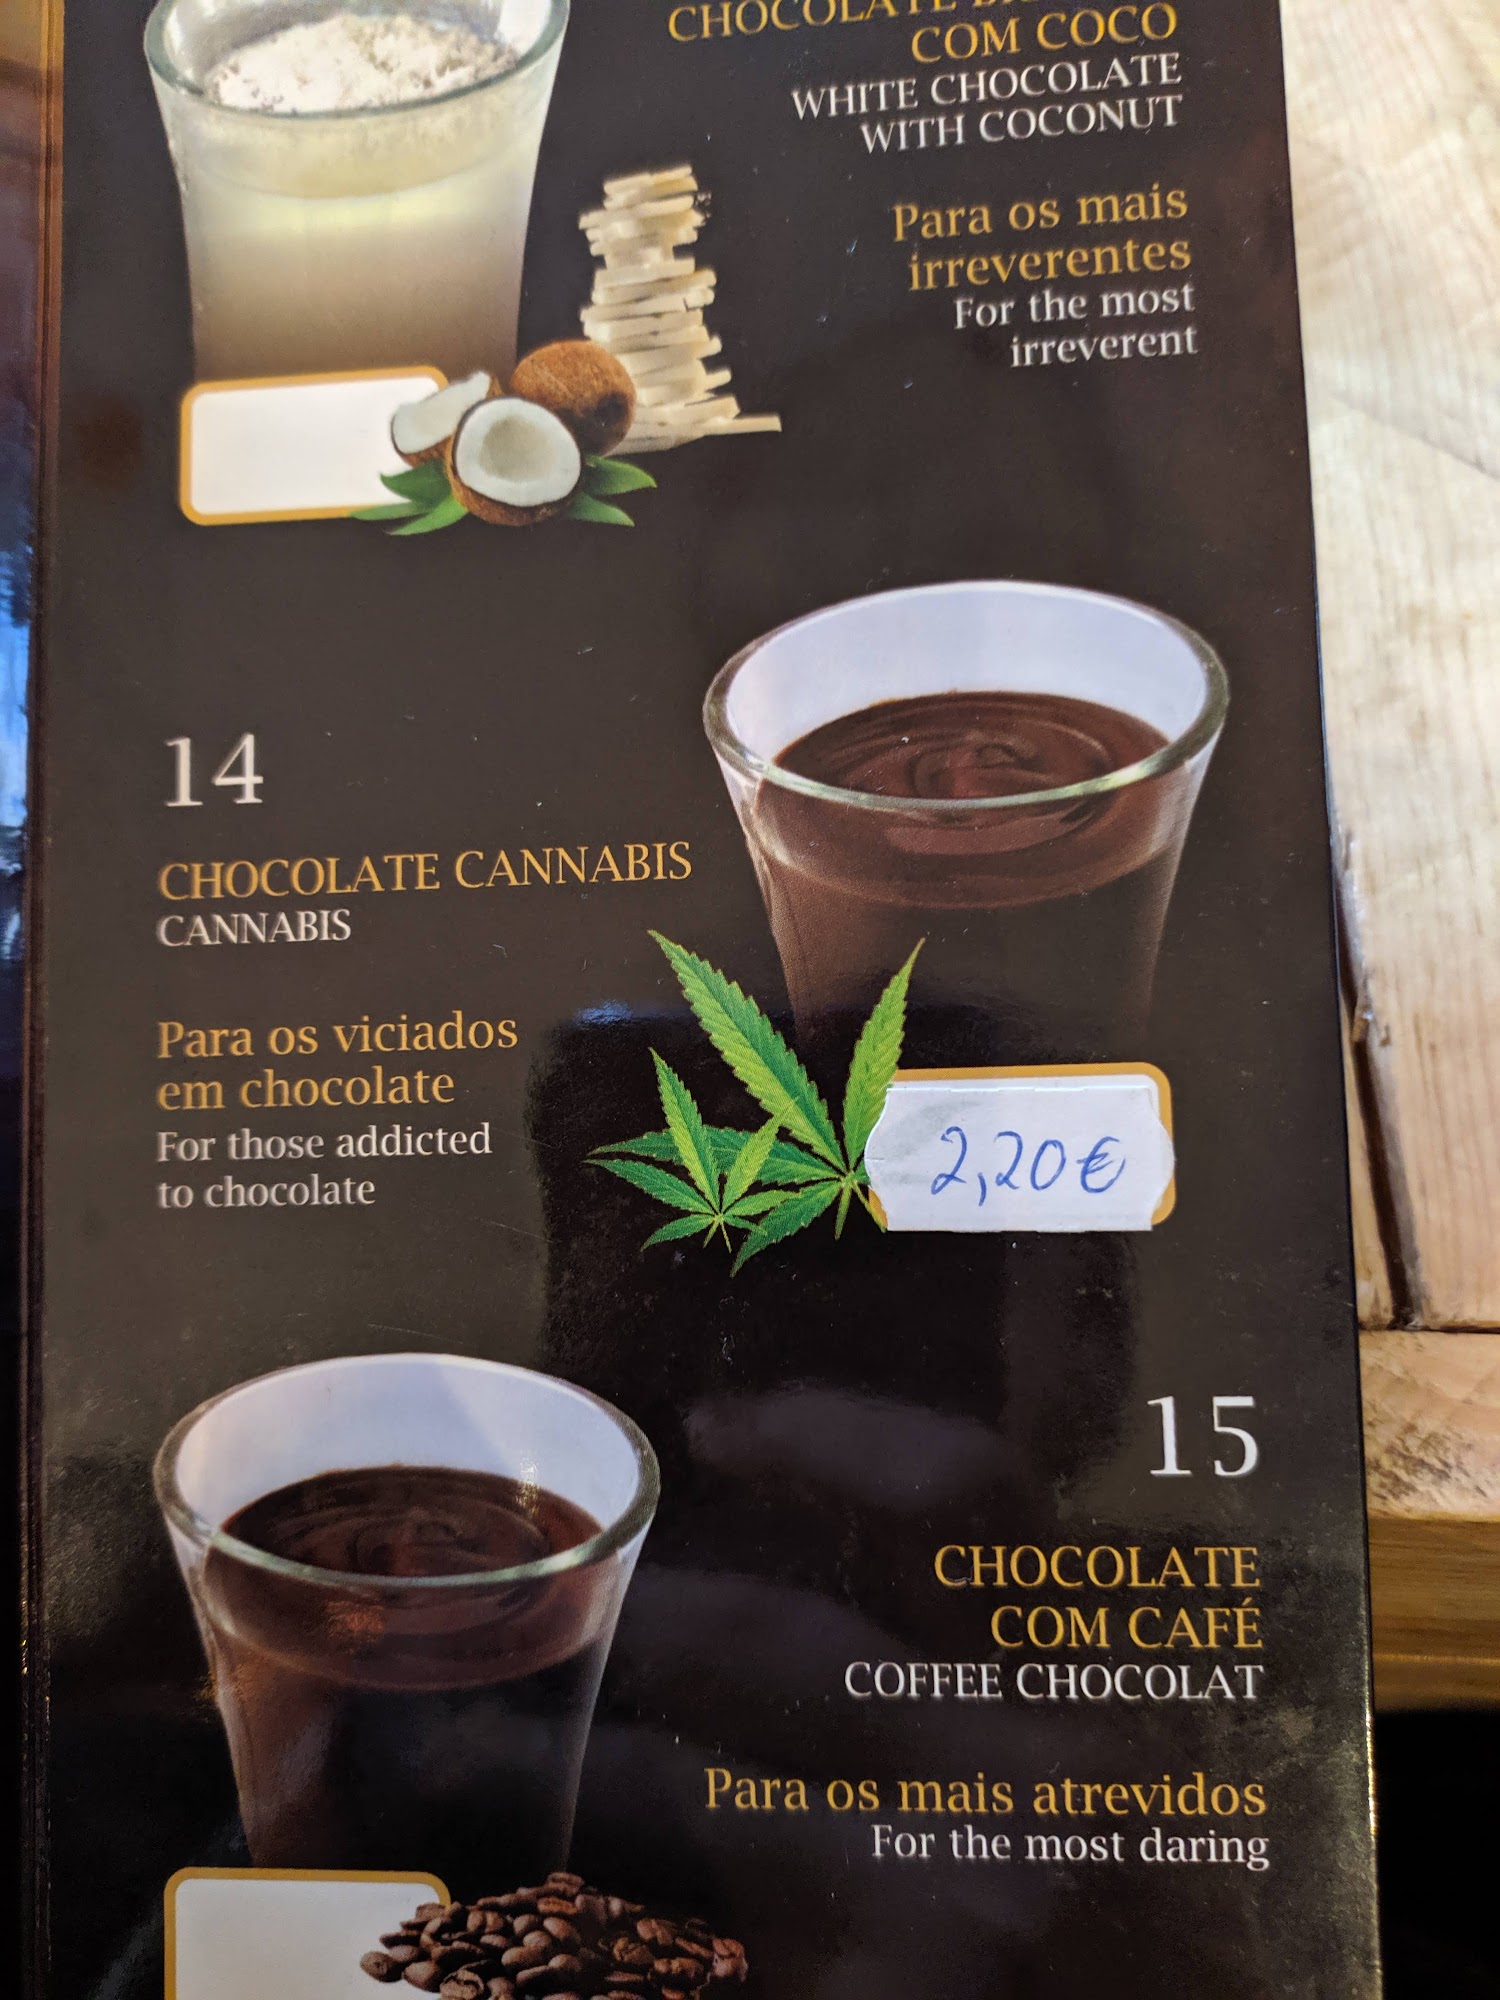 CHOCOLATE
COM COCO
WHITE CHOCOLATE
WITH COCONUT
Para os mais
irreverentes
For the most
irreverent
14
CHOCOLATE CANNABIS
CANNABIS
Para os viciados
em chocolate
For those addicted
to chocolate
2,20€
15
CHOCOLATE
COM CAFÉ
COFFEE CHOCOLAT
Para os mais atrevidos
For the most daring